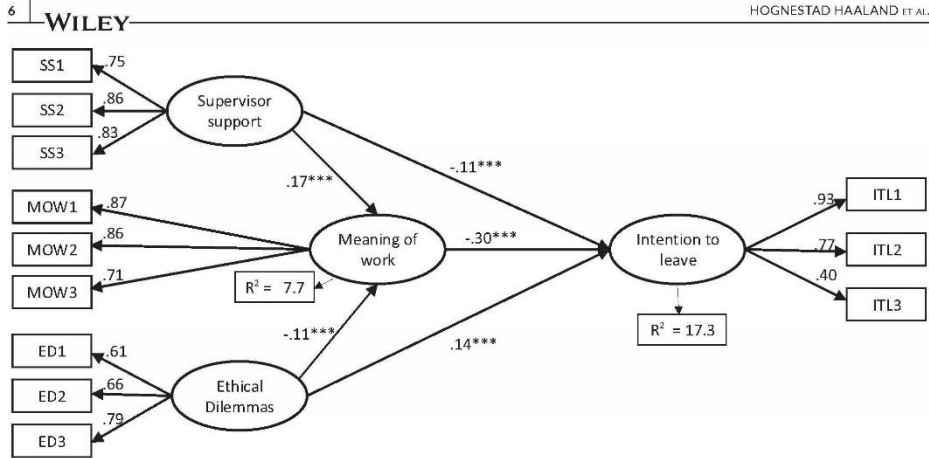 6
WILEY
HOGNESTAD HAALAND ET AL.
SS1
.75
SS2
.86
SS3
.83
Supervisor
support
-.11***
.17***
MOW1
.87
MOW2
.86
MOW3
.71
Meaning of
work
R² = 7.7
-.30***
Intention to
leave
R² = 17.3
.93
ITL1
.77
ITL2
.40
ITL3
-.11***
.14***
ED1
.61
ED2
.66
ED3
.79
Ethical
Dilemmas